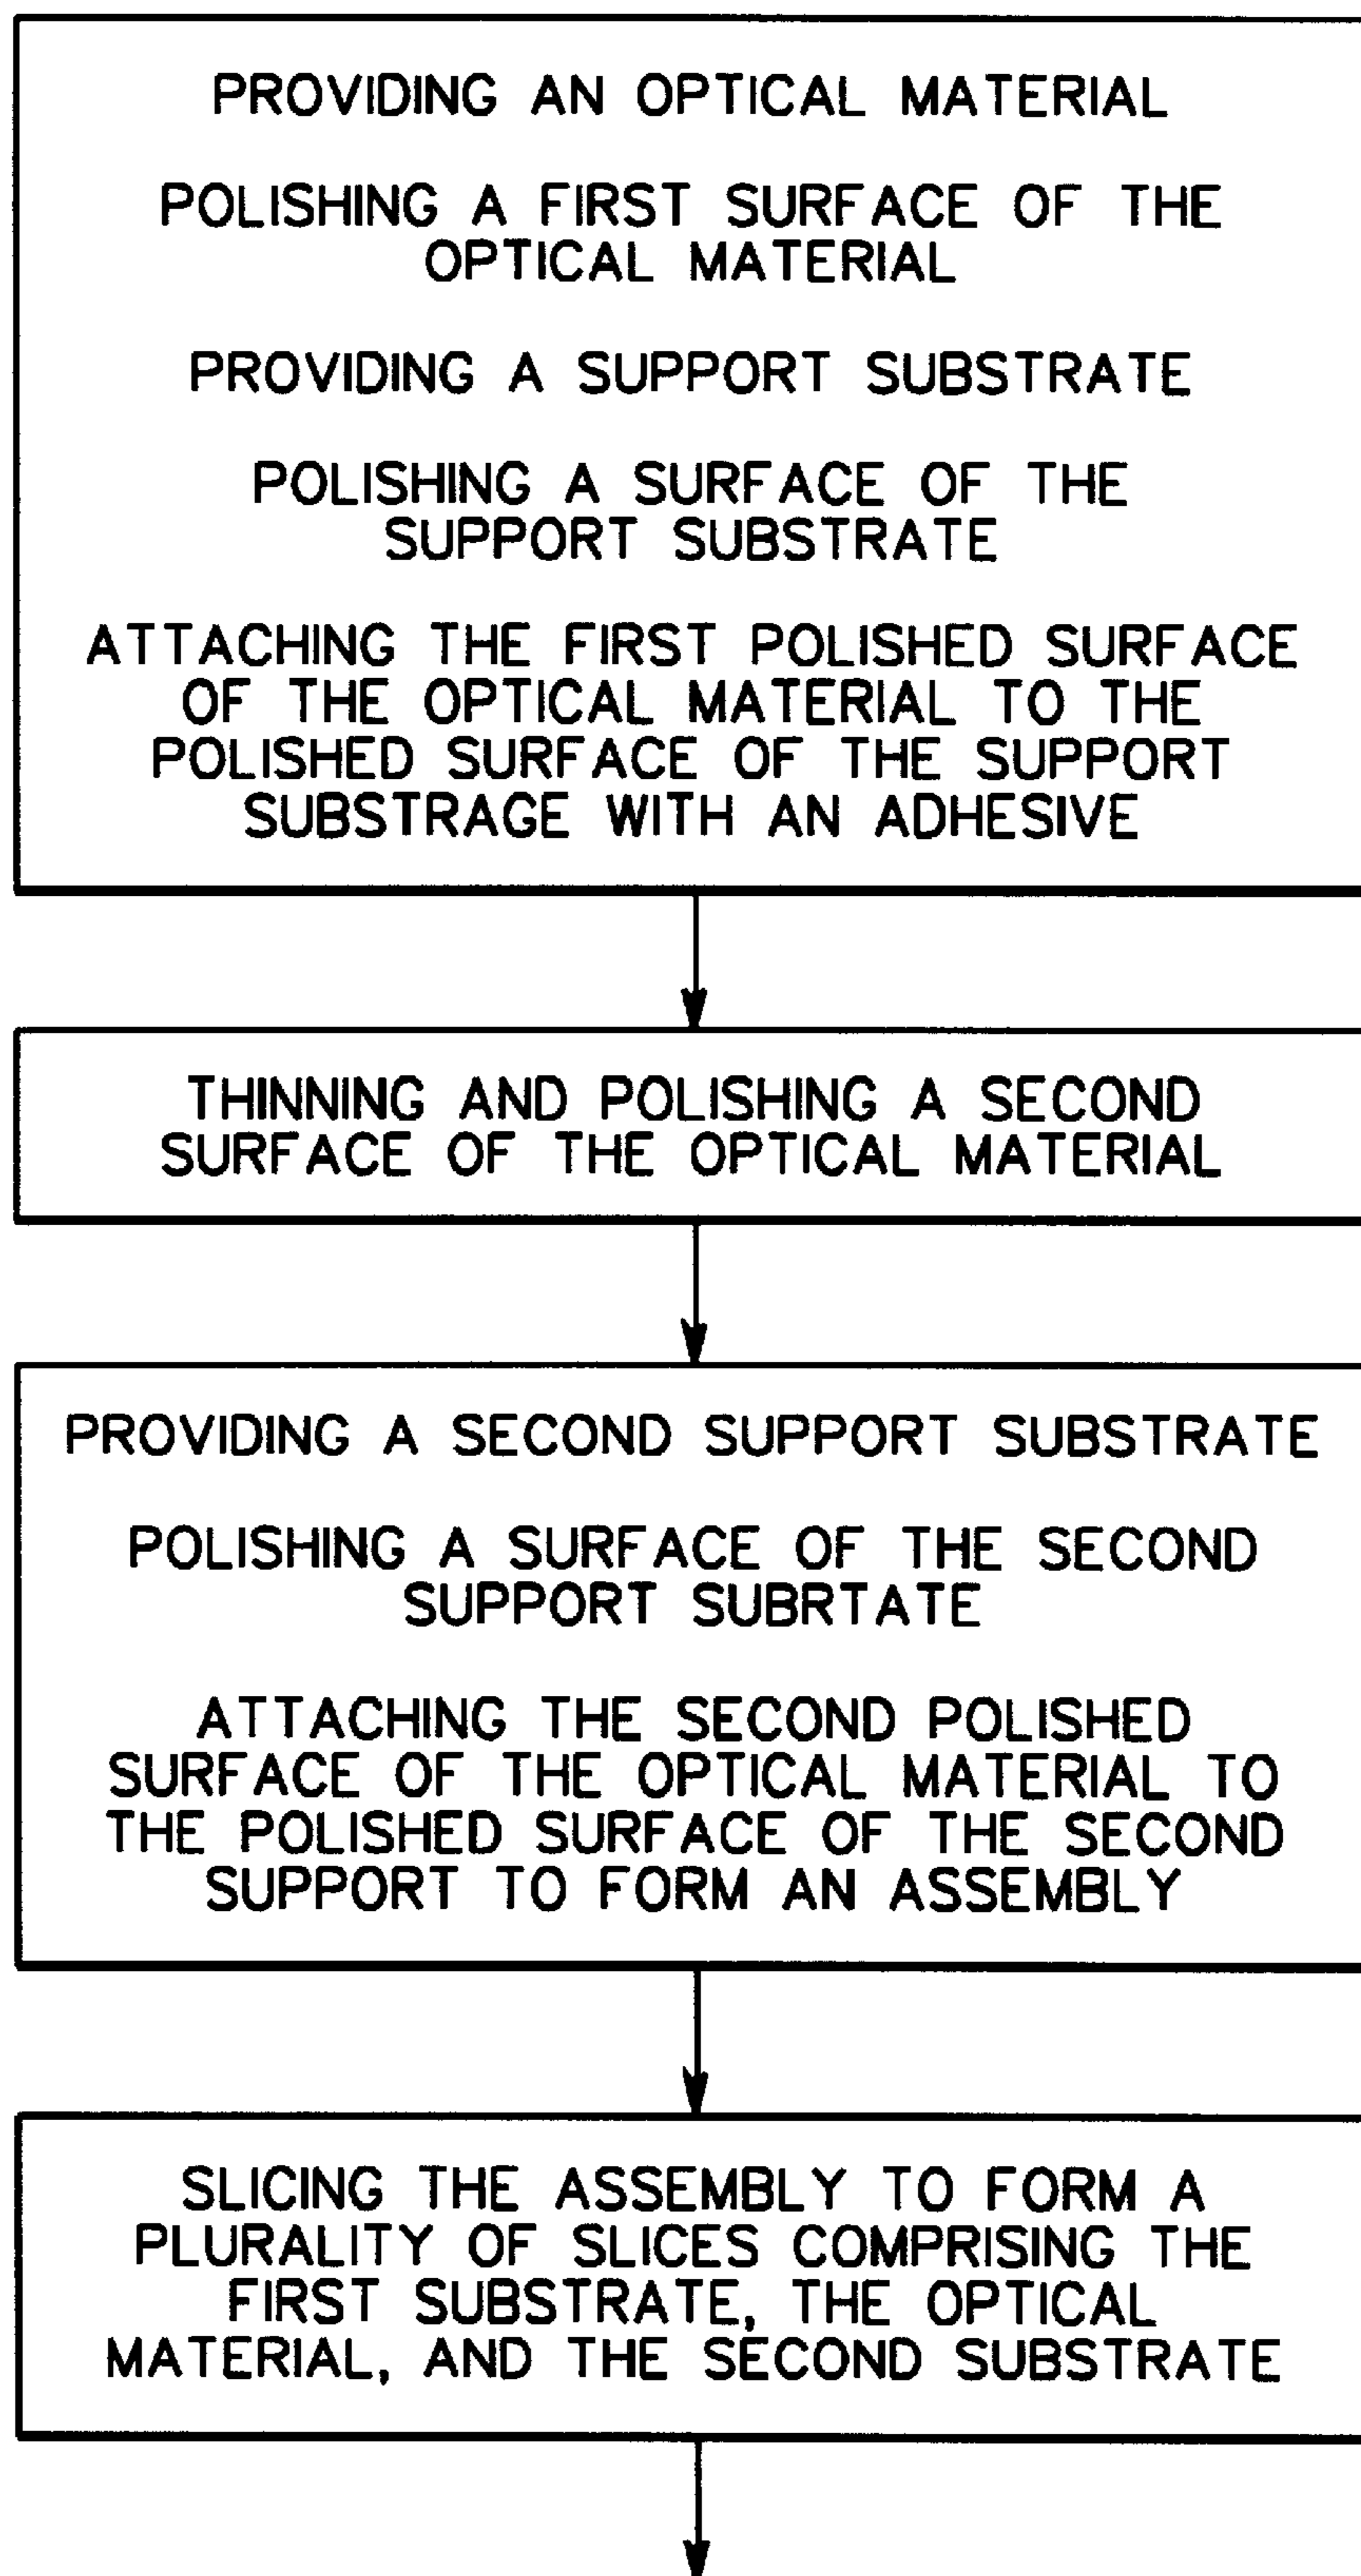 PROVIDING AN OPTICAL MATERIAL
POLISHING A FIRST SURFACE OF THE
OPTICAL MATERIAL
PROVIDING A SUPPORT SUBSTRATE
POLISHING A SURFACE OF THE
SUPPORT SUBSTRATE
ATTACHING THE FIRST POLISHED SURFACE
OF THE OPTICAL MATERIAL TO THE
POLISHED SURFACE OF THE SUPPORT
SUBSTRAGE WITH AN ADHESIVE
THINNING AND POLISHING A SECOND
SURFACE OF THE OPTICAL MATERIAL
PROVIDING A SECOND SUPPORT SUBSTRATE
POLISHING A SURFACE OF THE SECOND
SUPPORT SUBRTATE
ATTACHING THE SECOND POLISHED
SURFACE OF THE OPTICAL MATERIAL TO
THE POLISHED SURFACE OF THE SECOND
SUPPORT TO FORM AN ASSEMBLY
SLICING THE ASSEMBLY TO FORM A
PLURALITY OF SLICES COMPRISING THE
FIRST SUBSTRATE, THE OPTICAL
MATERIAL, AND THE SECOND SUBSTRATE